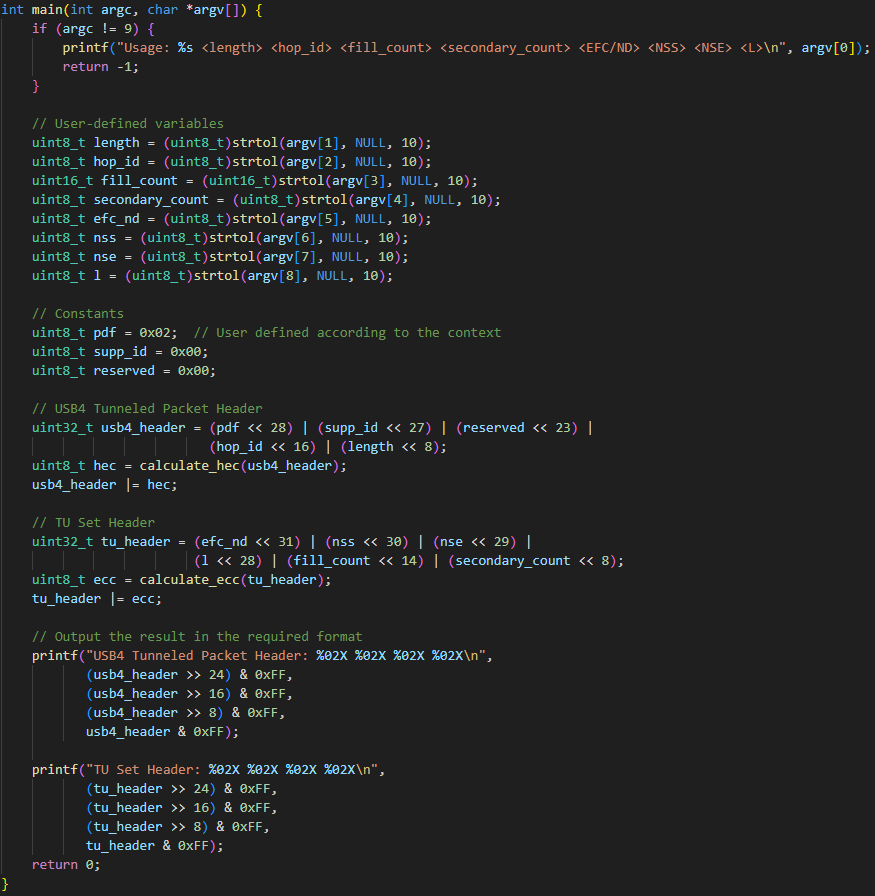 int main(int argc, char *argv[]) {
    if (argc != 9) {
        printf("Usage: %s <length> <hop_id> <fill_count> <secondary_count> <EFC/ND> <NSS> <NSE> <L>\n", argv[0]);
        return -1;
    }

    // User-defined variables
    uint8_t length = (uint8_t)strtol(argv[1], NULL, 10);
    uint8_t hop_id = (uint8_t)strtol(argv[2], NULL, 10);
    uint16_t fill_count = (uint16_t)strtol(argv[3], NULL, 10);
    uint8_t secondary_count = (uint8_t)strtol(argv[4], NULL, 10);
    uint8_t efc_nd = (uint8_t)strtol(argv[5], NULL, 10);
    uint8_t nss = (uint8_t)strtol(argv[6], NULL, 10);
    uint8_t nse = (uint8_t)strtol(argv[7], NULL, 10);
    uint8_t l = (uint8_t)strtol(argv[8], NULL, 10);

    // Constants
    uint8_t pdf = 0x02;  // User defined according to the context
    uint8_t supp_id = 0x00;
    uint8_t reserved = 0x00;

    // USB4 Tunneled Packet Header
    uint32_t usb4_header = (pdf << 28) | (supp_id << 27) | (reserved << 23) |
                           (hop_id << 16) | (length << 8);
    uint8_t hec = calculate_hec(usb4_header);
    usb4_header |= hec;

    // TU Set Header
    uint32_t tu_header = (efc_nd << 31) | (nss << 30) | (nse << 29) |
                         (l << 28) | (fill_count << 14) | (secondary_count << 8);
    uint8_t ecc = calculate_ecc(tu_header);
    tu_header |= ecc;

    // Output the result in the required format
    printf("USB4 Tunneled Packet Header: %02X %02X %02X %02X\n",
           (usb4_header >> 24) & 0xFF,
           (usb4_header >> 16) & 0xFF,
           (usb4_header >> 8) & 0xFF,
           usb4_header & 0xFF);

    printf("TU Set Header: %02X %02X %02X %02X\n",
           (tu_header >> 24) & 0xFF,
           (tu_header >> 16) & 0xFF,
           (tu_header >> 8) & 0xFF,
           tu_header & 0xFF);
    return 0;
}